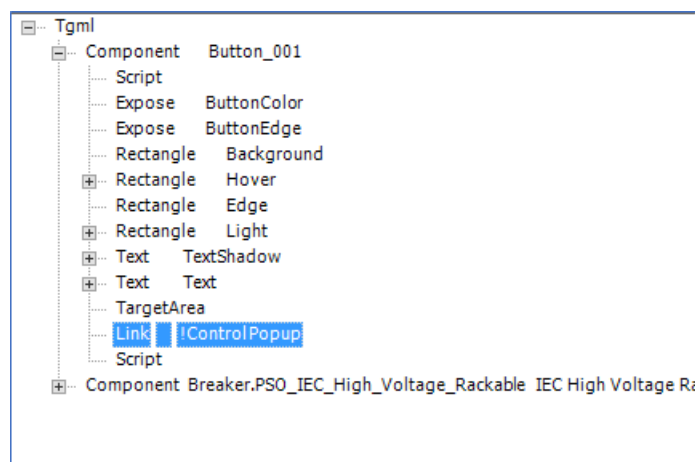 Tgml
Component Button_001
Script
Expose ButtonColor
Expose ButtonEdge
Rectangle Background
Rectangle Hover
Rectangle Edge
Rectangle Light
Text TextShadow
Text Text
TargetArea
Link !ControlPopup
Script
Component Breaker.PSO_IEC_High_Voltage_Rackable IEC High Voltage Ra